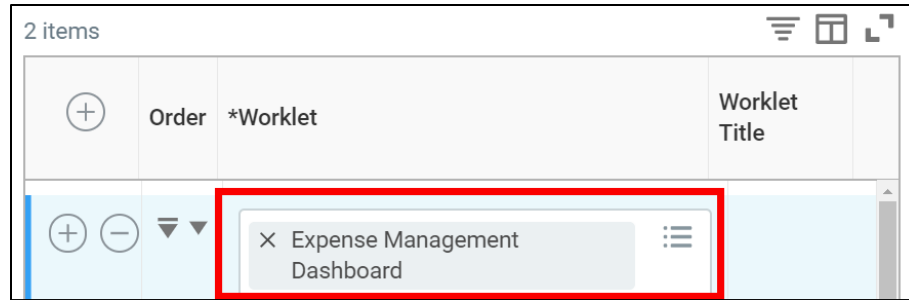 2 items
Order *Worklet Worklet
Title
Expense Management
Dashboard